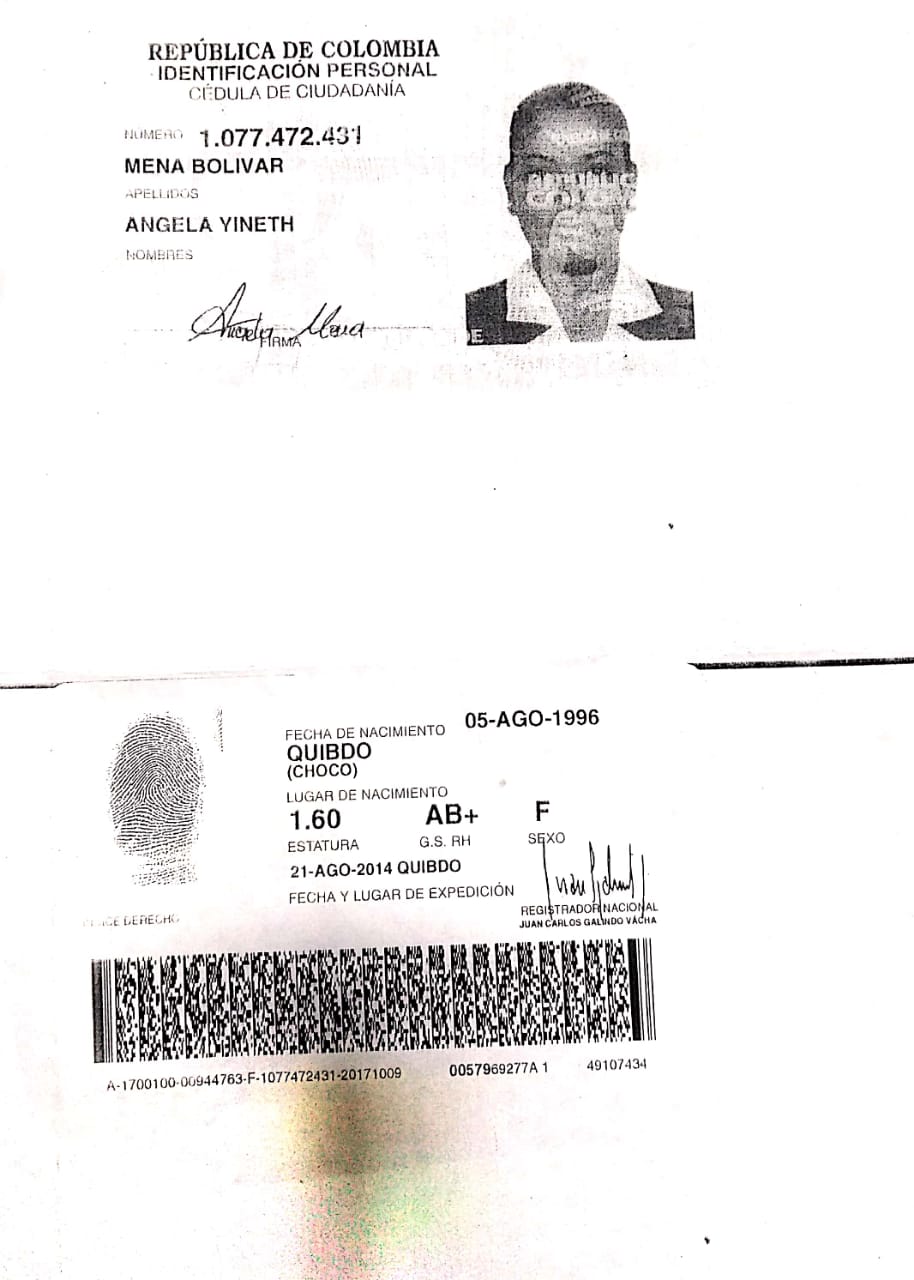 REPÚBLICA DE COLOMBIA
IDENTIFICACIÓN PERSONAL
CÉDULA DE CIUDADANÍA
NUMERO 1.077.472.431
MENA BOLIVAR
APELLIDOS
ANGELA YINETH
NOMBRES
Angela Mena
FIRMA
FECHA DE NACIMIENTO 05-AGO-1996
QUIBDO
(CHOCO)
LUGAR DE NACIMIENTO
1.60 AB+ F
ESTATURA G.S. RH SEXO
21-AGO-2014 QUIBDO
FECHA Y LUGAR DE EXPEDICIÓN
REGISTRADOR NACIONAL
JUAN CARLOS GALINDO VÁCHA
DERECHO
A-1700100-00944763-F-1077472431-20171009 0057969277A 1 49107434